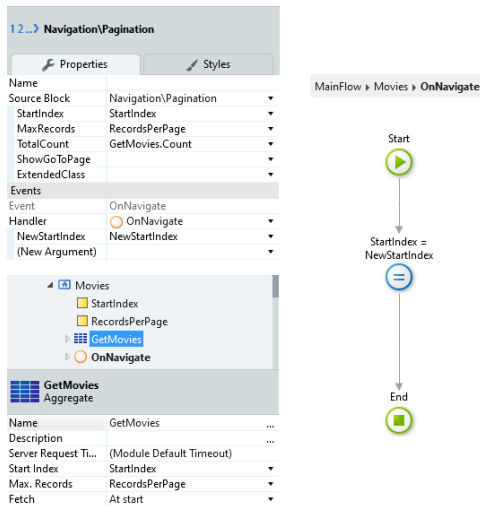 1 2...> Navigation\Pagination
Properties
Styles
Name
Source Block Navigation\Pagination
StartIndex StartIndex
MaxRecords RecordsPerPage
TotalCount GetMovies.Count
ShowGoToPage
ExtendedClass
Events
Event OnNavigate
Handler OnNavigate
NewStartIndex NewStartIndex
(New Argument)
Movies
StartIndex
RecordsPerPage
GetMovies
OnNavigate
GetMovies
Aggregate
Name GetMovies ...
Description ...
Server Request Ti... (Module Default Timeout)
Start Index StartIndex
Max. Records RecordsPerPage
Fetch At start
MainFlow Movies OnNavigate
Start
StartIndex =
NewStartIndex
End